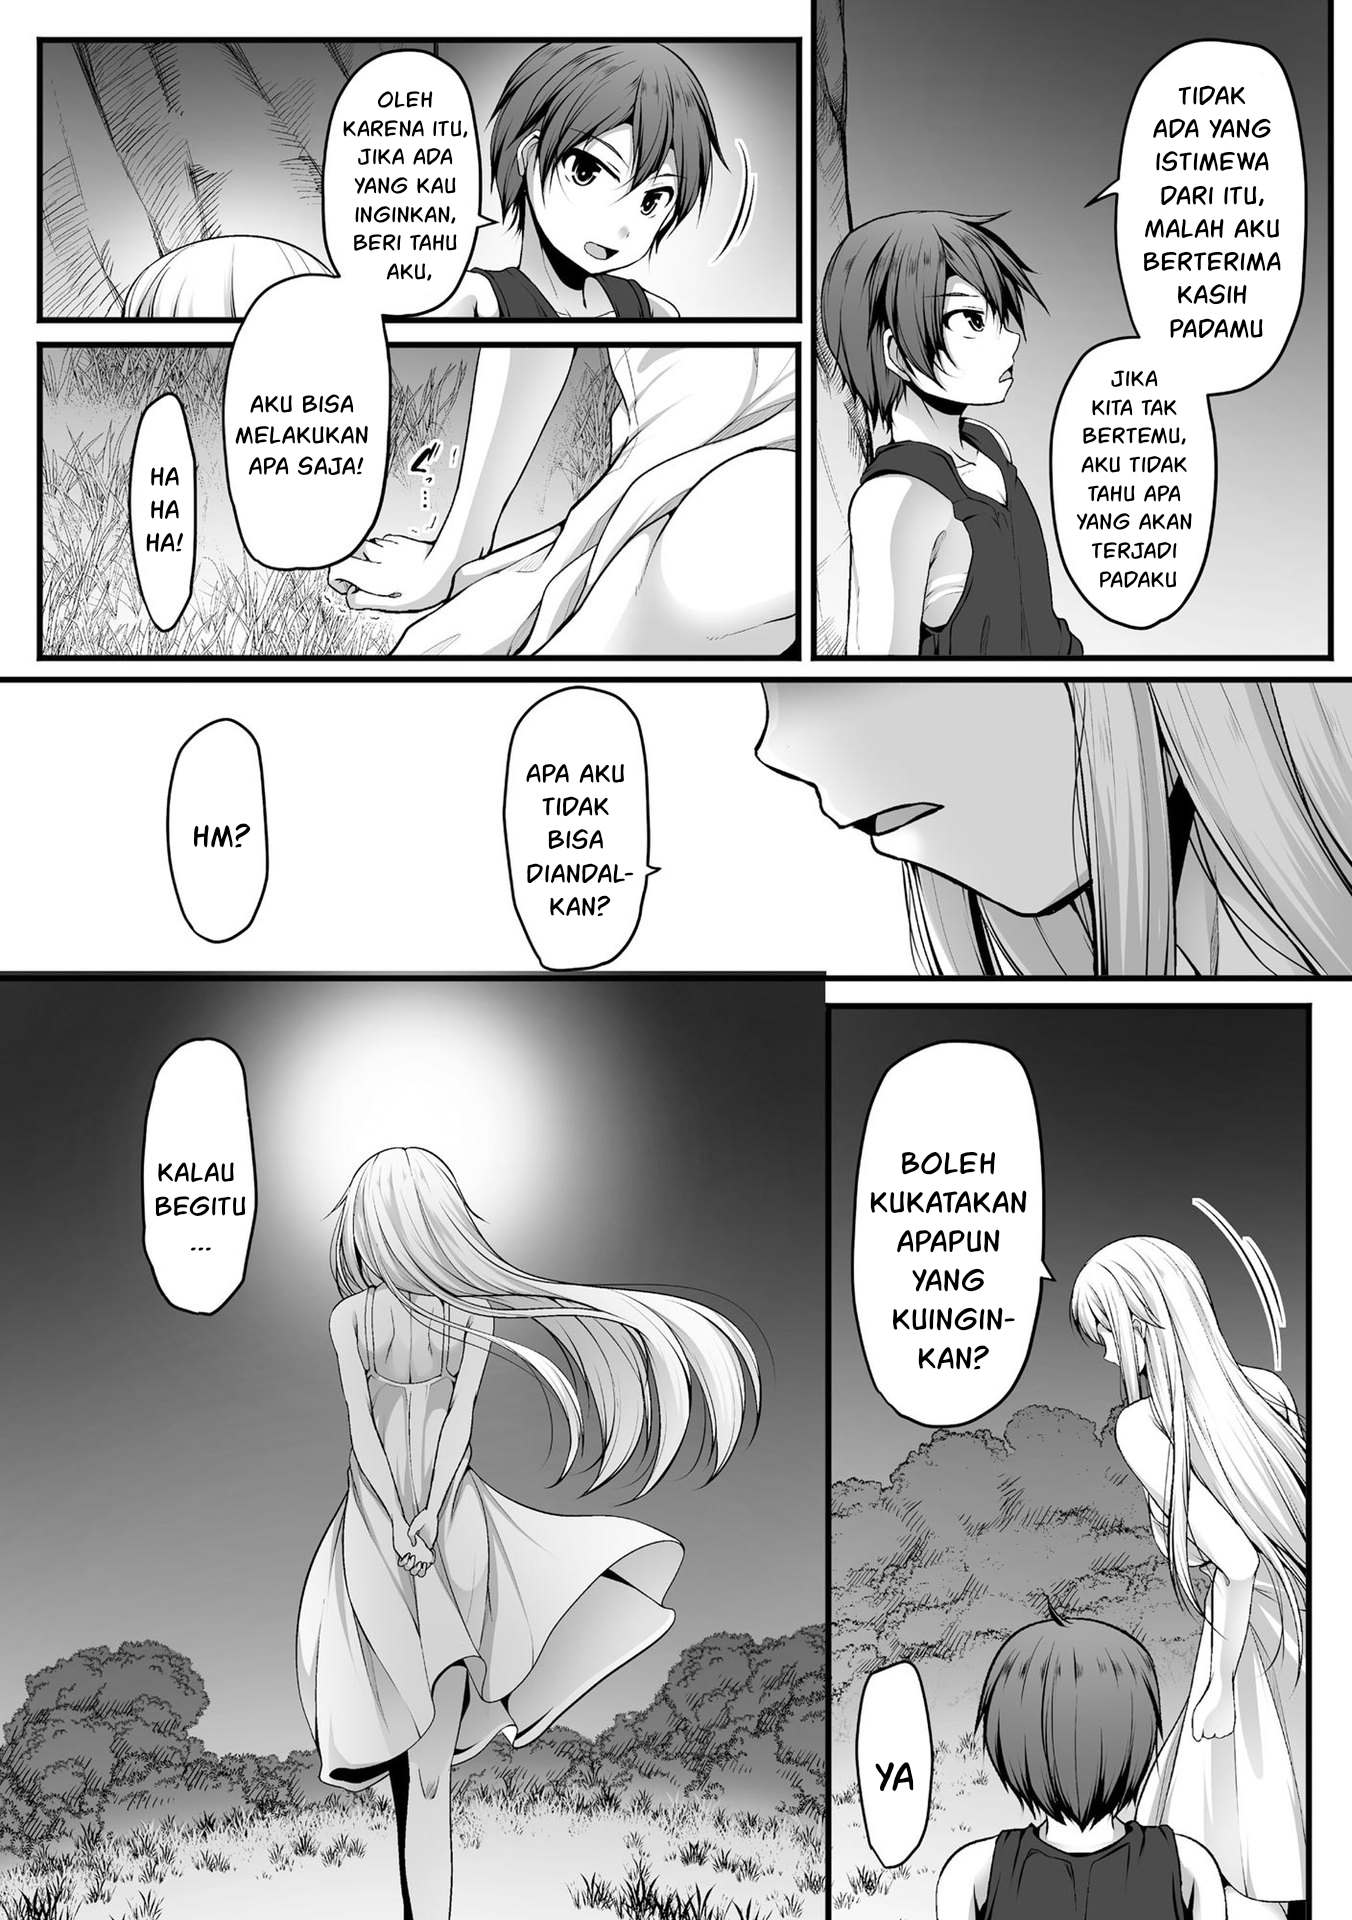 TIDAK
ADA YANG
ISTIMEWA
DARI ITU,
MALAH AKU
BERTERIMA
KASIH
PADAMU
JIKA
KITA TAK
BERTEMU,
AKU TIDAK
TAHU APA
YANG AKAN
TERJADI
PADAKU
OLEH
KARENA ITU,
JIKA ADA
YANG KAU
INGINKAN,
BERI TAHU
AKU,
AKU BISA
MELAKUKAN
APA SAJA!
HA
HA
HA!
APA AKU
TIDAK
BISA
DIANDAL-
KAN?
HM?
BOLEH
KUKATAKAN
APAPUN
YANG
KUINGIN-
KAN?
YA
KALAU
BEGITU
...